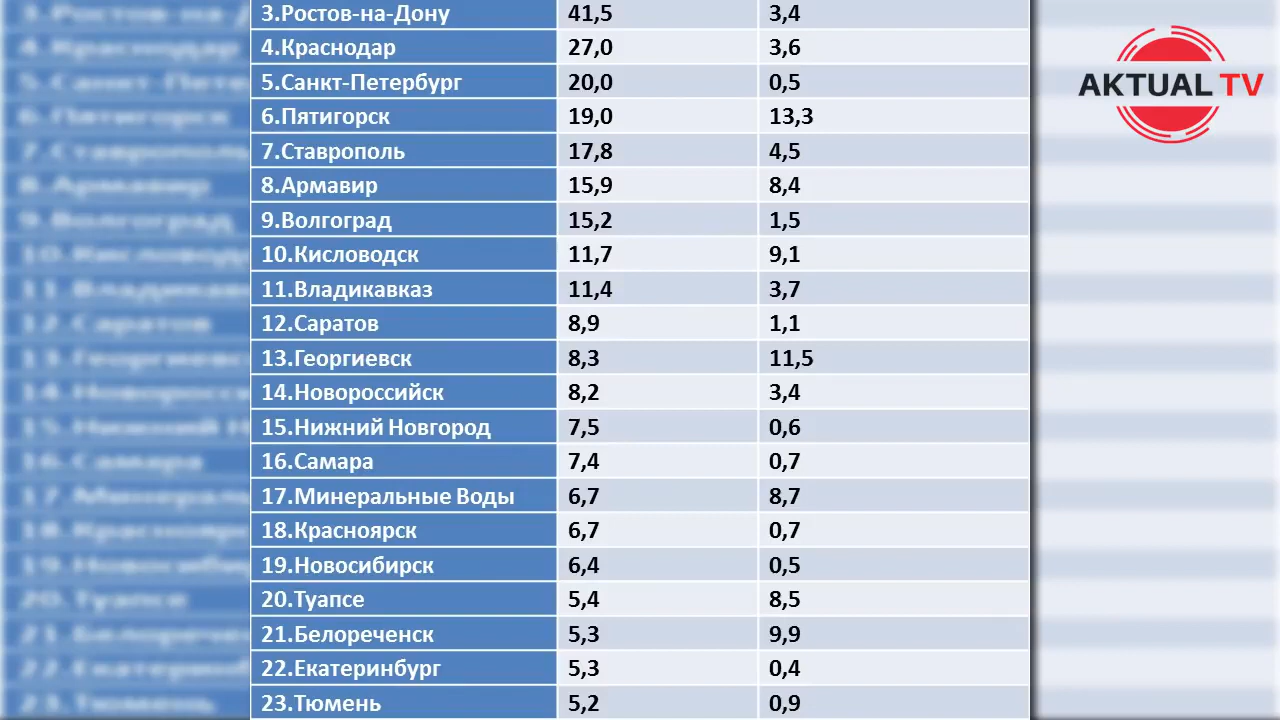 3.Ростов-на-Дону 41,5 3,4
4.Краснодар 27,0 3,6
5.Санкт-Петербург 20,0 0,5
6.Пятигорск 19,0 13,3
7.Ставрополь 17,8 4,5
8.Армавир 15,9 8,4
9.Волгоград 15,2 1,5
10.Кисловодск 11,7 9,1
11.Владикавказ 11,4 3,7
12.Саратов 8,9 1,1
13.Георгиевск 8,3 11,5
14.Новороссийск 8,2 3,4
15.Нижний Новгород 7,5 0,6
16.Самара 7,4 0,7
17.Минеральные Воды 6,7 8,7
18.Красноярск 6,7 0,7
19.Новосибирск 6,4 0,5
20.Туапсе 5,4 8,5
21.Белореченск 5,3 9,9
22.Екатеринбург 5,3 0,4
23.Тюмень 5,2 0,9
AKTUAL TV